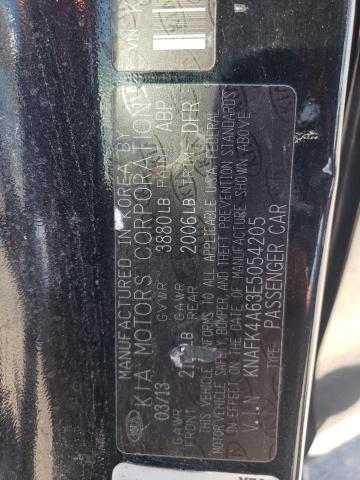 MANUFACTURED IN KOREA BY
KIA MOTORS CORPORATION
03/13 GVWR 3880LB PAINT ABP
GAWR FRONT GAWR REAR 2006LB TRIM DFR
THIS VEHICLE CONFORMS TO ALL APPLICABLE U.S.A FEDERAL
MOTOR VEHICLE SAFETY, BUMPER, AND THEFT PREVENTION STANDARDS
IN EFFECT ON THE DATE OF MANUFACTURE SHOWN ABOVE
V.I.N: KNAFK4A63E5054205
TYPE: PASSENGER CAR
VIN